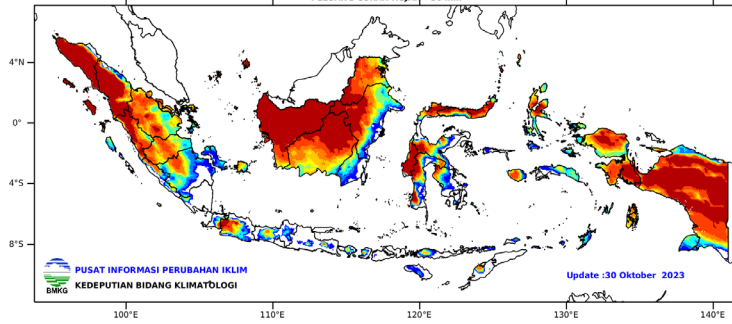 4°N
0°
4°S
8°S
PUSAT INFORMASI PERUBAHAN IKLIM
KEDEPUTIAN BIDANG KLIMATOLOGI
BMKG
Update :30 Oktober 2023
100°E
110°E
120°E
130°E
140°E